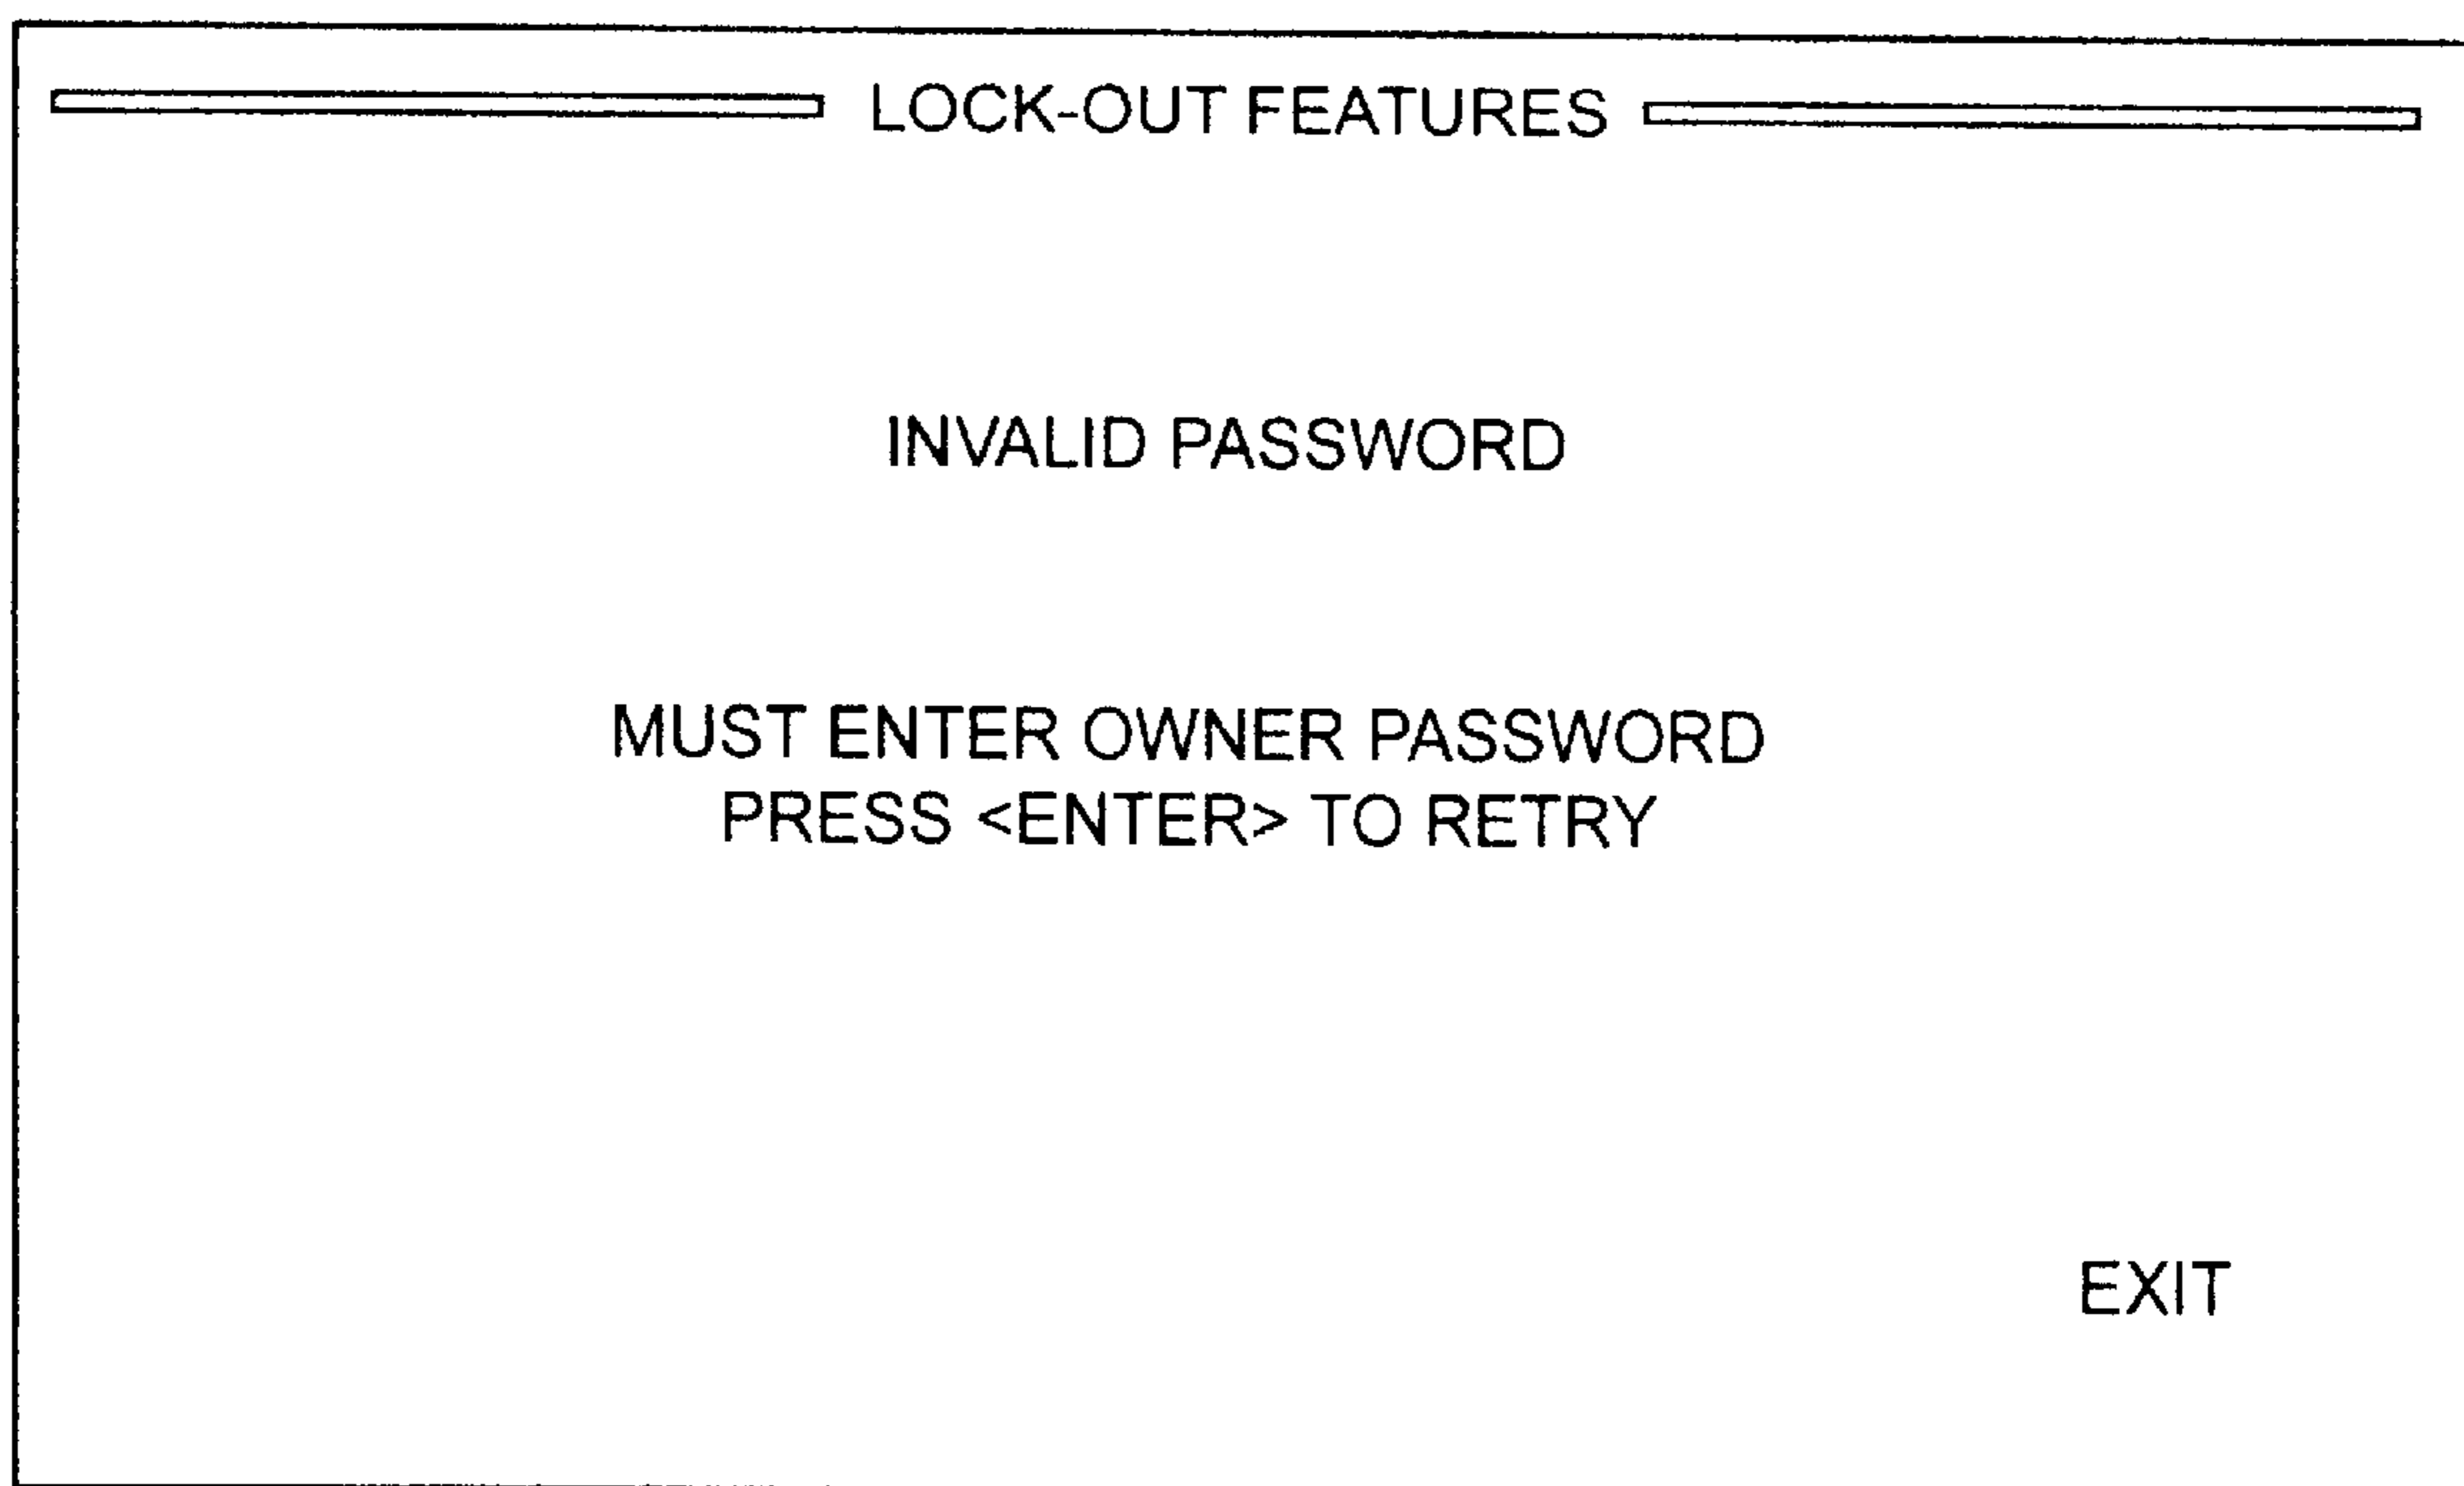 LOCK-OUT FEATURES
INVALID PASSWORD
MUST ENTER OWNER PASSWORD
PRESS <ENTER> TO RETRY
EXIT